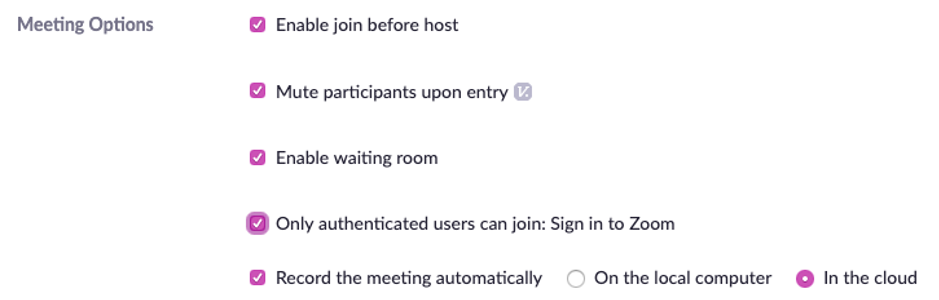 Meeting Options
Enable join before host
Mute participants upon entry
Enable waiting room
Only authenticated users can join: Sign in to Zoom
Record the meeting automatically On the local computer In the cloud